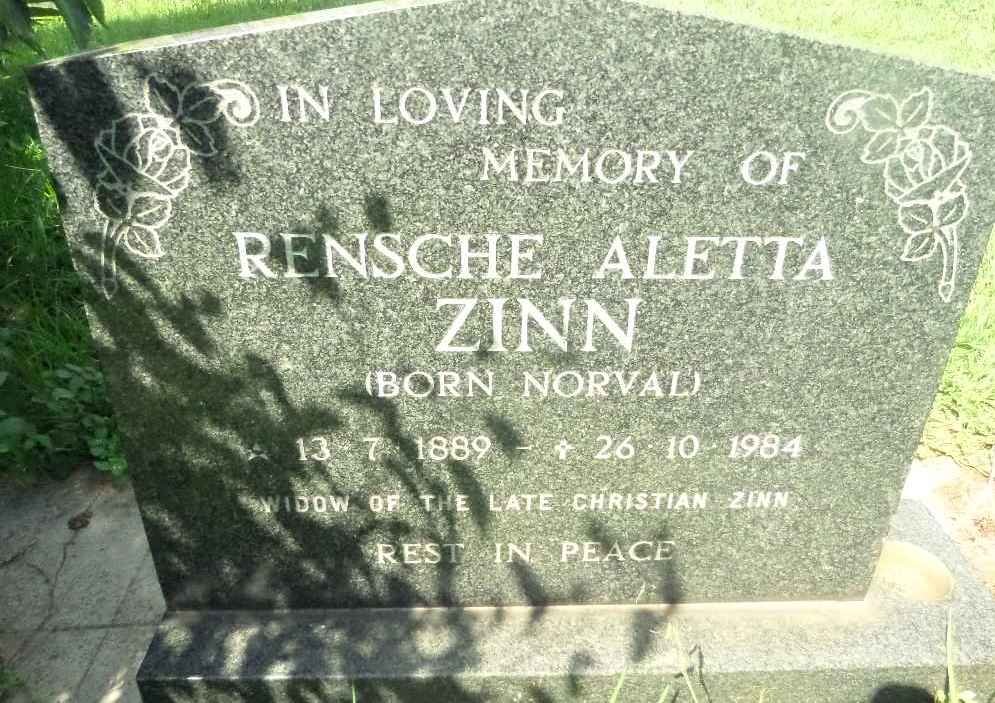 IN LOVING
MEMORY OF
RENSCHE ALETTA
ZINN
(BORN NORVAL)
* 13 7 1889 - ✝ 26 10 1984
WIDOW OF THE LATE CHRISTIAN ZINN
REST IN PEACE